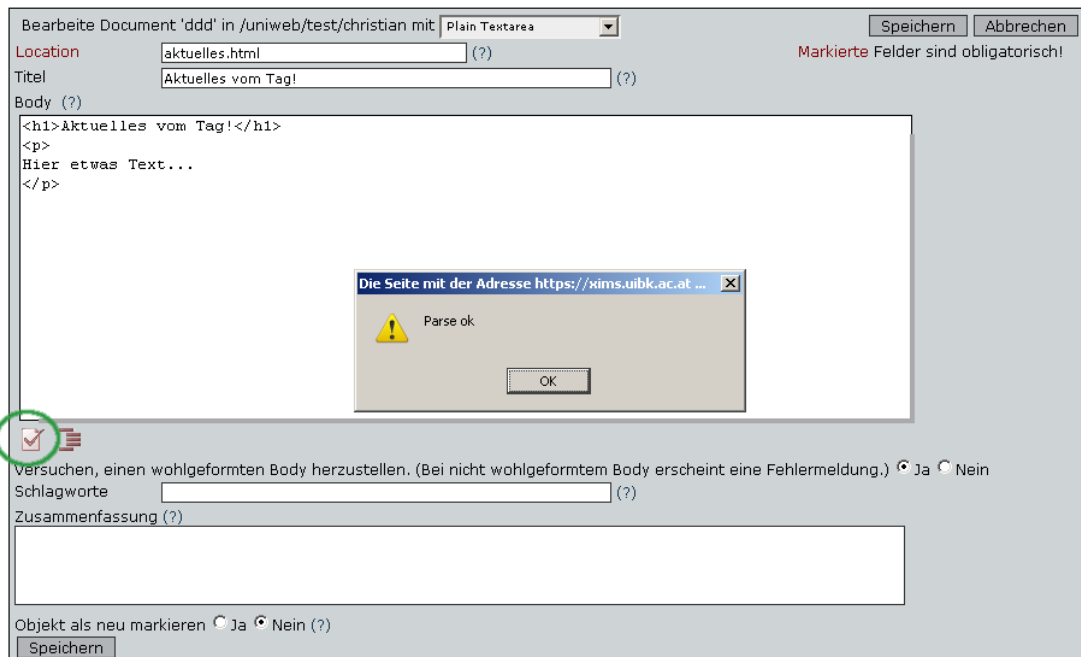 Bearbeite Document 'ddd' in /uniweb/test/christian mit Plain Textarea Speichern Abbrechen
Location aktuelles.html (?) Markierte Felder sind obligatorisch!
Titel Aktuelles vom Tag! (?)
Body (?)
<h1>Aktuelles vom Tag!</h1>
<p>
Hier etwas Text...
</p>
Die Seite mit der Adresse https://xims.uibk.ac.at ...
Parse ok
OK
Versuchen, einen wohlgeformten Body herzustellen. (Bei nicht wohlgeformtem Body erscheint eine Fehlermeldung.) Ja Nein
Schlagworte (?)
Zusammenfassung (?)
Objekt als neu markieren Ja Nein (?)
Speichern